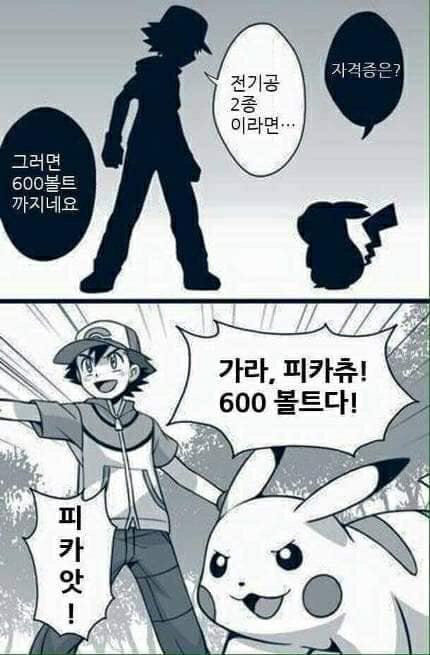 자격증은?
전기공
2종
이라면…
그러면
600볼트
까지네요
가라, 피카츄!
600 볼트다!
피
카
앗
!